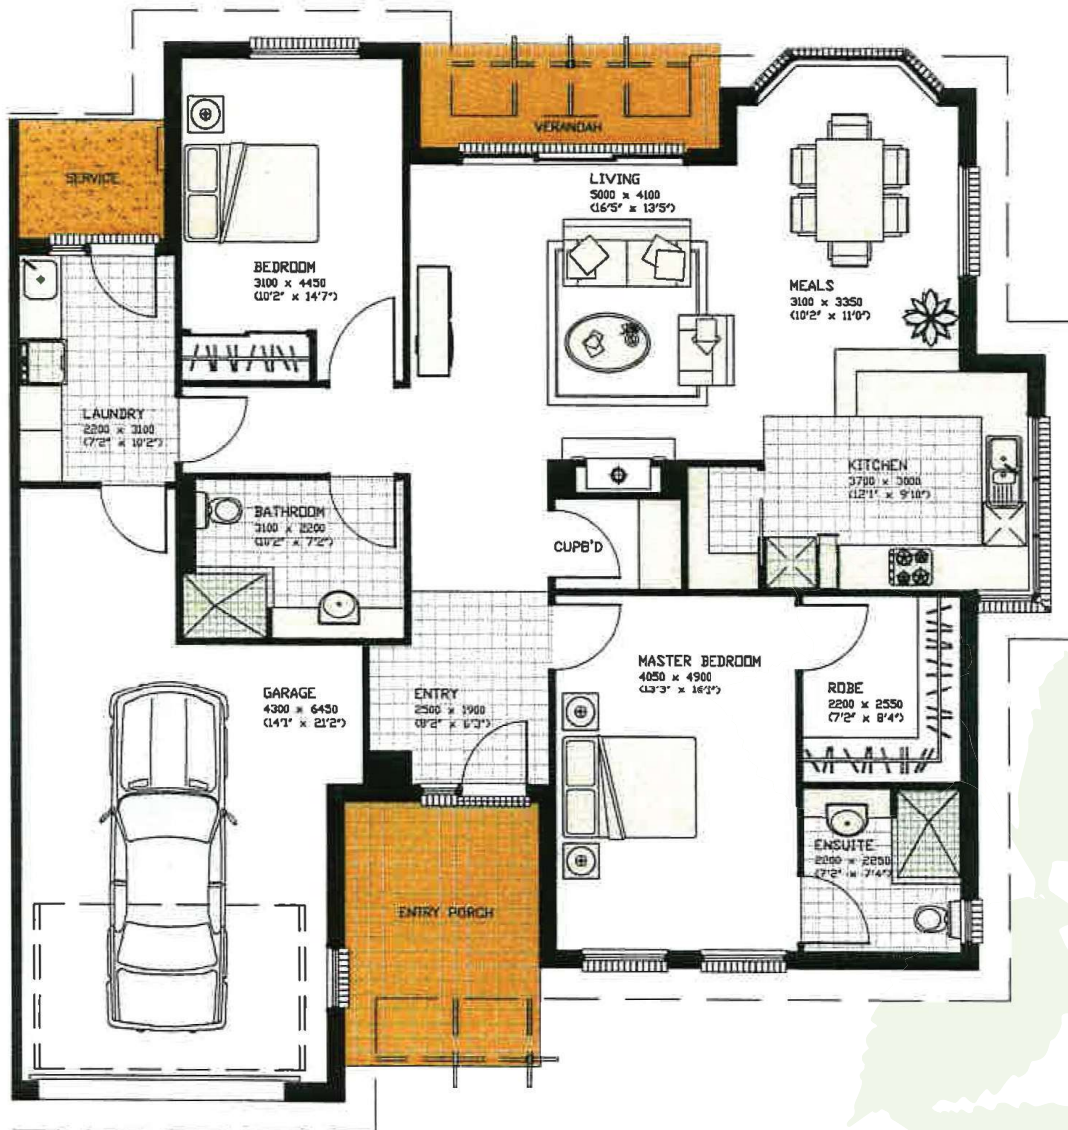 VERANDAH
SERVICE
LIVING
5000 x 4100
(16'5" x 13'5")
BEDROOM
3100 x 4450
(10'2" x 14'7")
MEALS
3100 x 3350
(10'2" x 11'0")
LAUNDRY
2200 x 3100
(7'2" x 10'2")
KITCHEN
3700 x 3000
(12'1" x 9'10")
BATHROOM
3100 x 2200
(10'2" x 7'2")
CUPB'D
MASTER BEDROOM
4050 x 4900
(13'3" x 16'1")
ROBE
2200 x 2550
(7'2" x 8'4")
GARAGE
4300 x 6450
(14'1" x 21'2")
ENTRY
2500 x 1900
(8'2" x 6'3")
ENSUITE
2200 x 2250
(7'2" x 7'4")
ENTRY PORCH